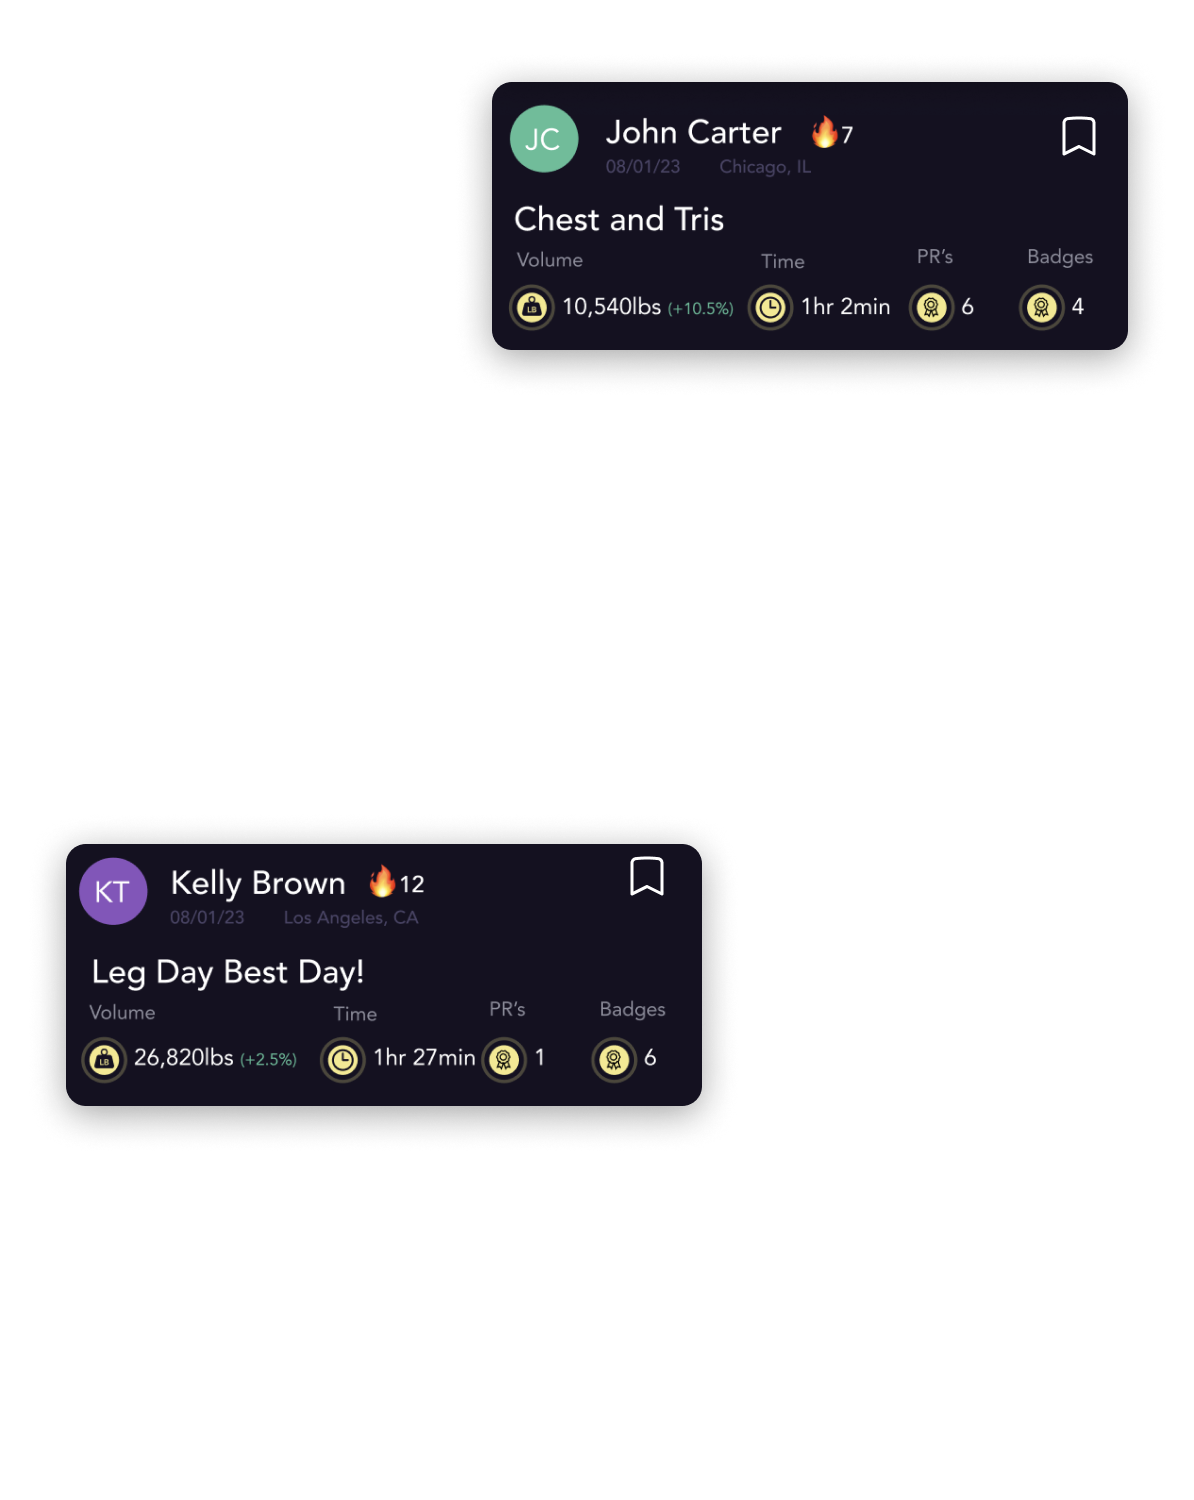 JC John Carter 🔥7
08/01/23 Chicago, IL
Chest and Tris
Volume Time PR's Badges
LB 10,540lbs (+10.5%) 1hr 2min 6 4
KT Kelly Brown 🔥12
08/01/23 Los Angeles, CA
Leg Day Best Day!
Volume Time PR's Badges
LB 26,820lbs (+2.5%) 1hr 27min 1 6